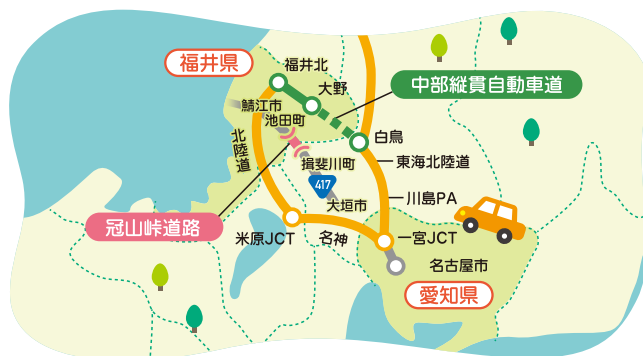 福井県
福井北
大野
中部縦貫自動車道
鯖江市
池田町
北陸道
白鳥
揖斐川町
東海北陸道
417
大垣市
川島PA
冠山峠道路
米原JCT
名神
一宮JCT
名古屋市
愛知県